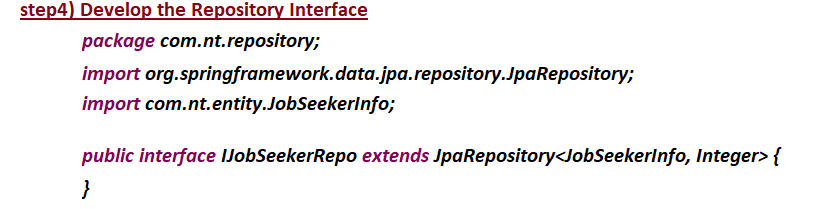 step4) Develop the Repository Interface
package com.nt.repository;
import org.springframework.data.jpa.repository.JpaRepository;
import com.nt.entity.JobSeekerInfo;
public interface IJobSeekerRepo extends JpaRepository<JobSeekerInfo, Integer> {
}